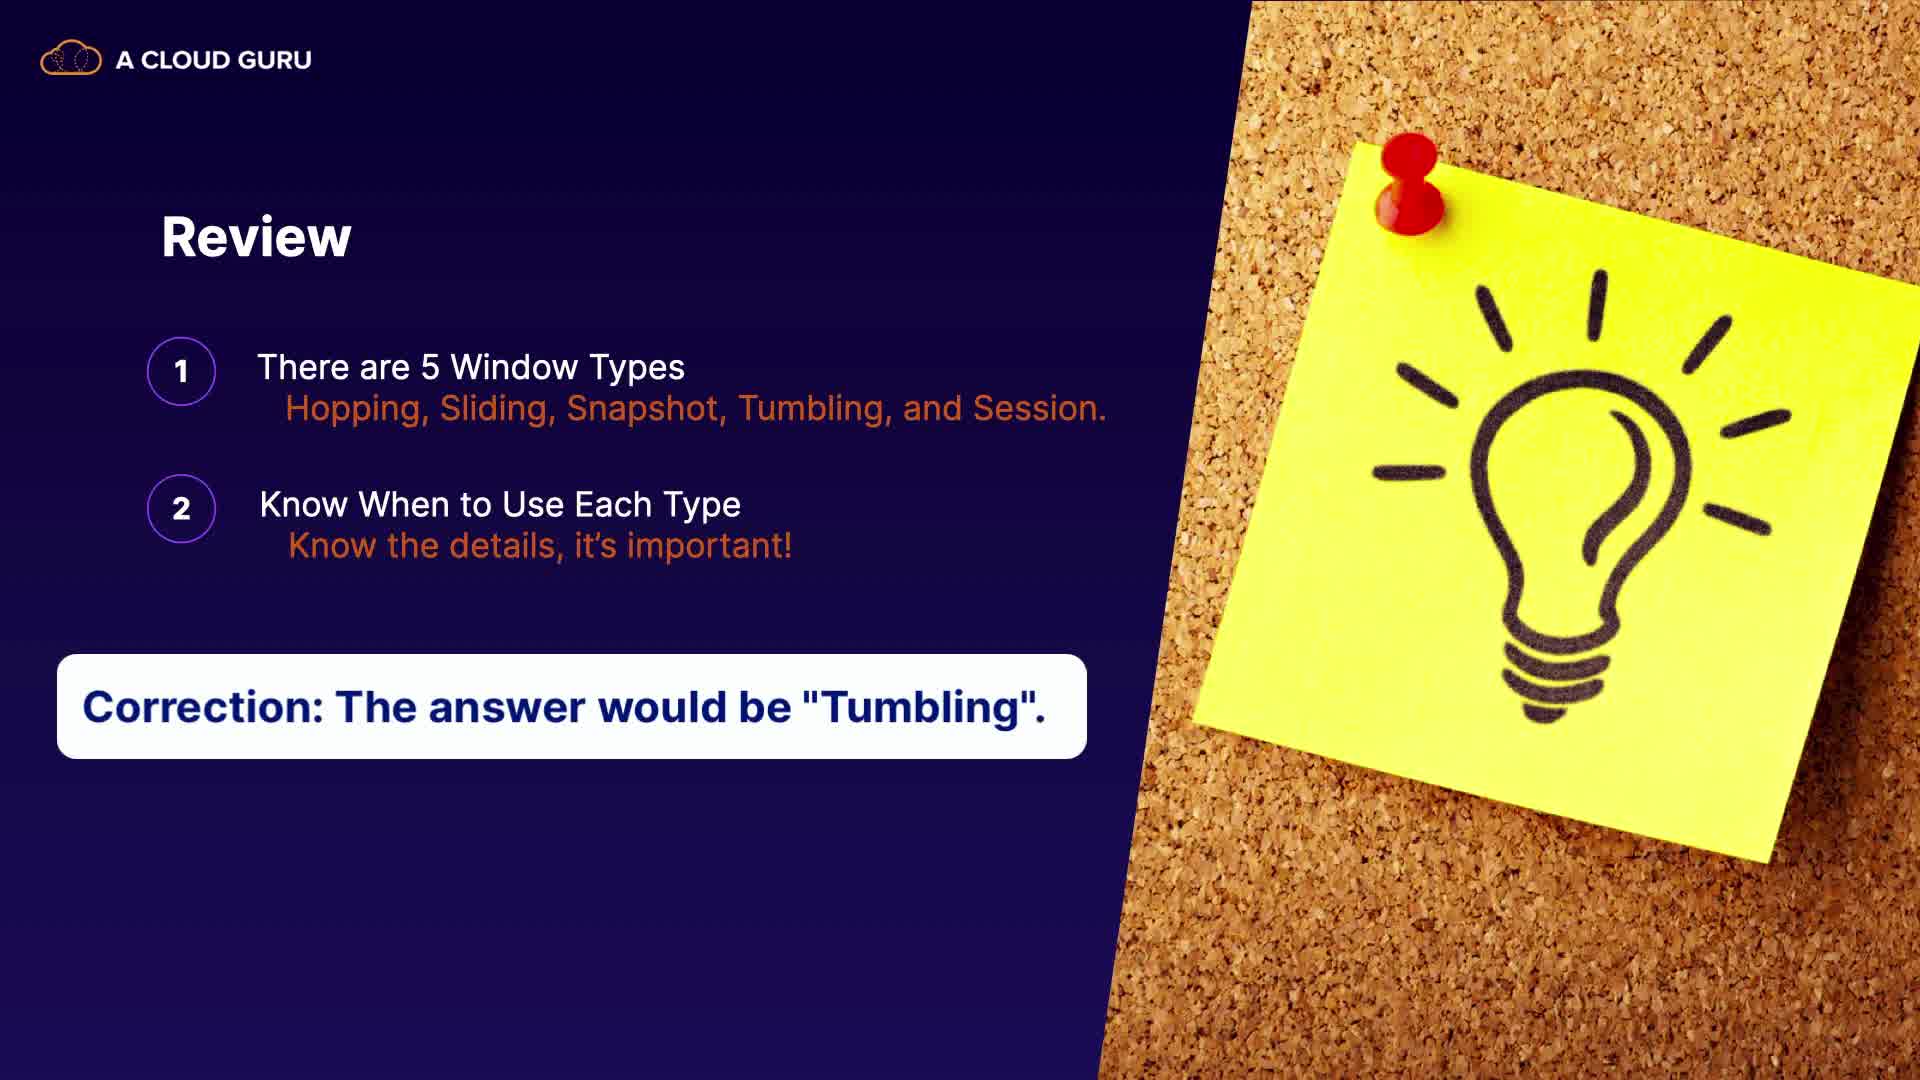 A CLOUD GURU
Review
1
There are 5 Window Types
Hopping, Sliding, Snapshot, Tumbling, and Session.
2
Know When to Use Each Type
Know the details, it’s important!
Correction: The answer would be "Tumbling".